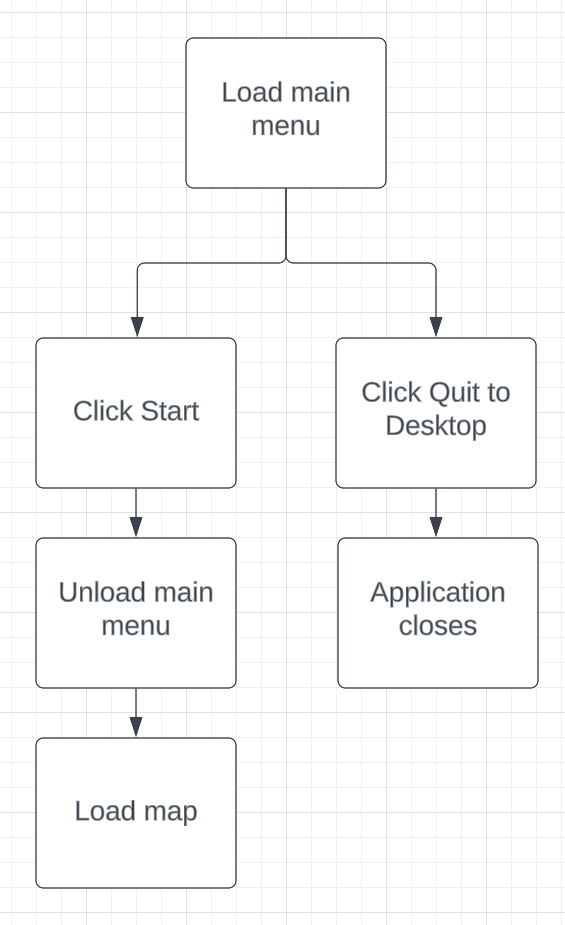 Load main
menu
Click Start
Click Quit to
Desktop
Unload main
menu
Application
closes
Load map